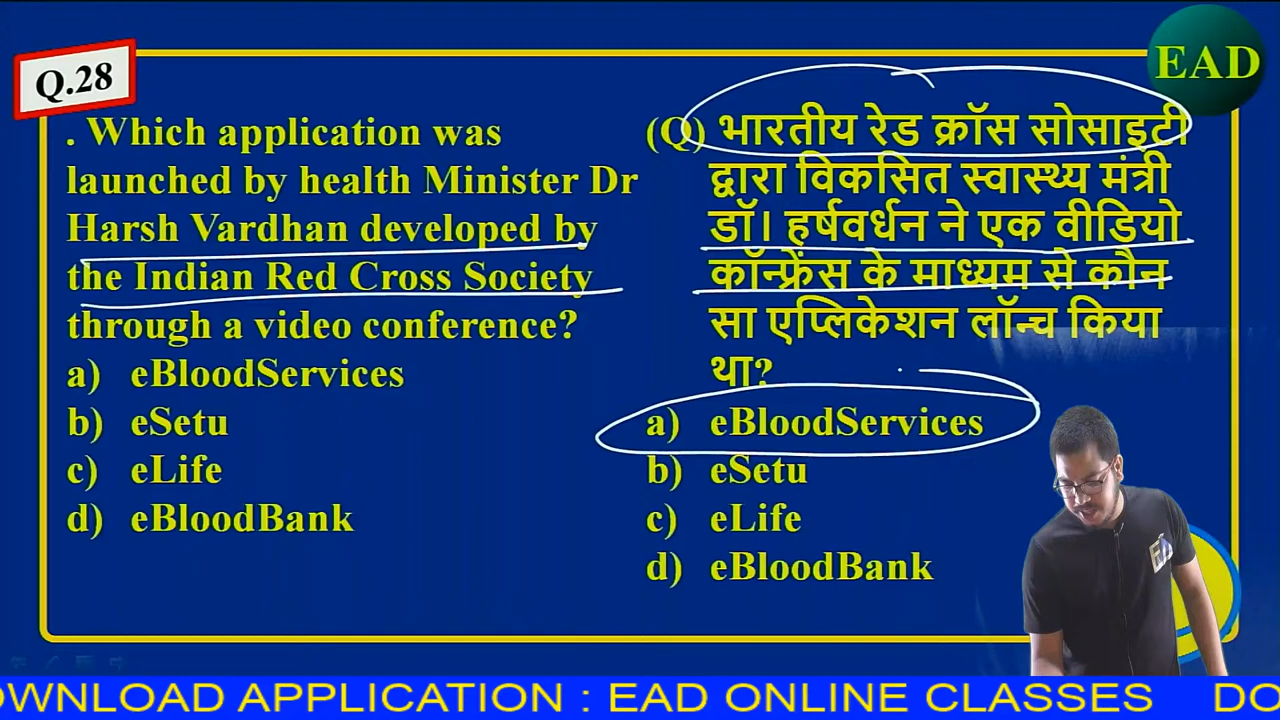 Q.28
EAD
. Which application was
launched by health Minister Dr
Harsh Vardhan developed by
the Indian Red Cross Society
through a video conference?
a) eBloodServices
b) eSetu
c) eLife
d) eBloodBank
(Q) भारतीय रेड क्रॉस सोसाइटी
द्वारा विकसित स्वास्थ्य मंत्री
डॉ। हर्षवर्धन ने एक वीडियो
कॉन्फ्रेंस के माध्यम से कौन
सा एप्लिकेशन लॉन्च किया
था?
a) eBloodServices
b) eSetu
c) eLife
d) eBloodBank
OWNLOAD APPLICATION : EAD ONLINE CLASSES DO